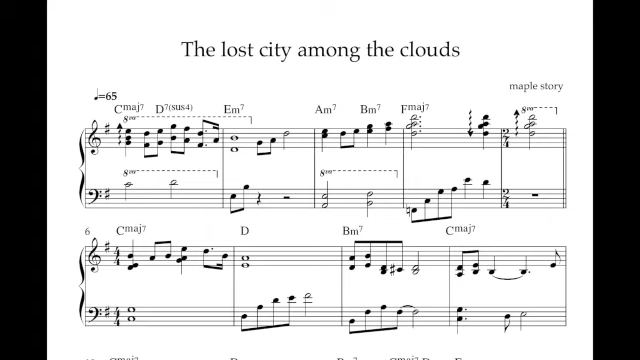 The lost city among the clouds
maple story
♩=65
Cmaj7 D7(sus4) Em7 Am7 Bm7 Fmaj7
8va 8va 8va
8va 8va
6 Cmaj7 D Bm7 Cmaj7